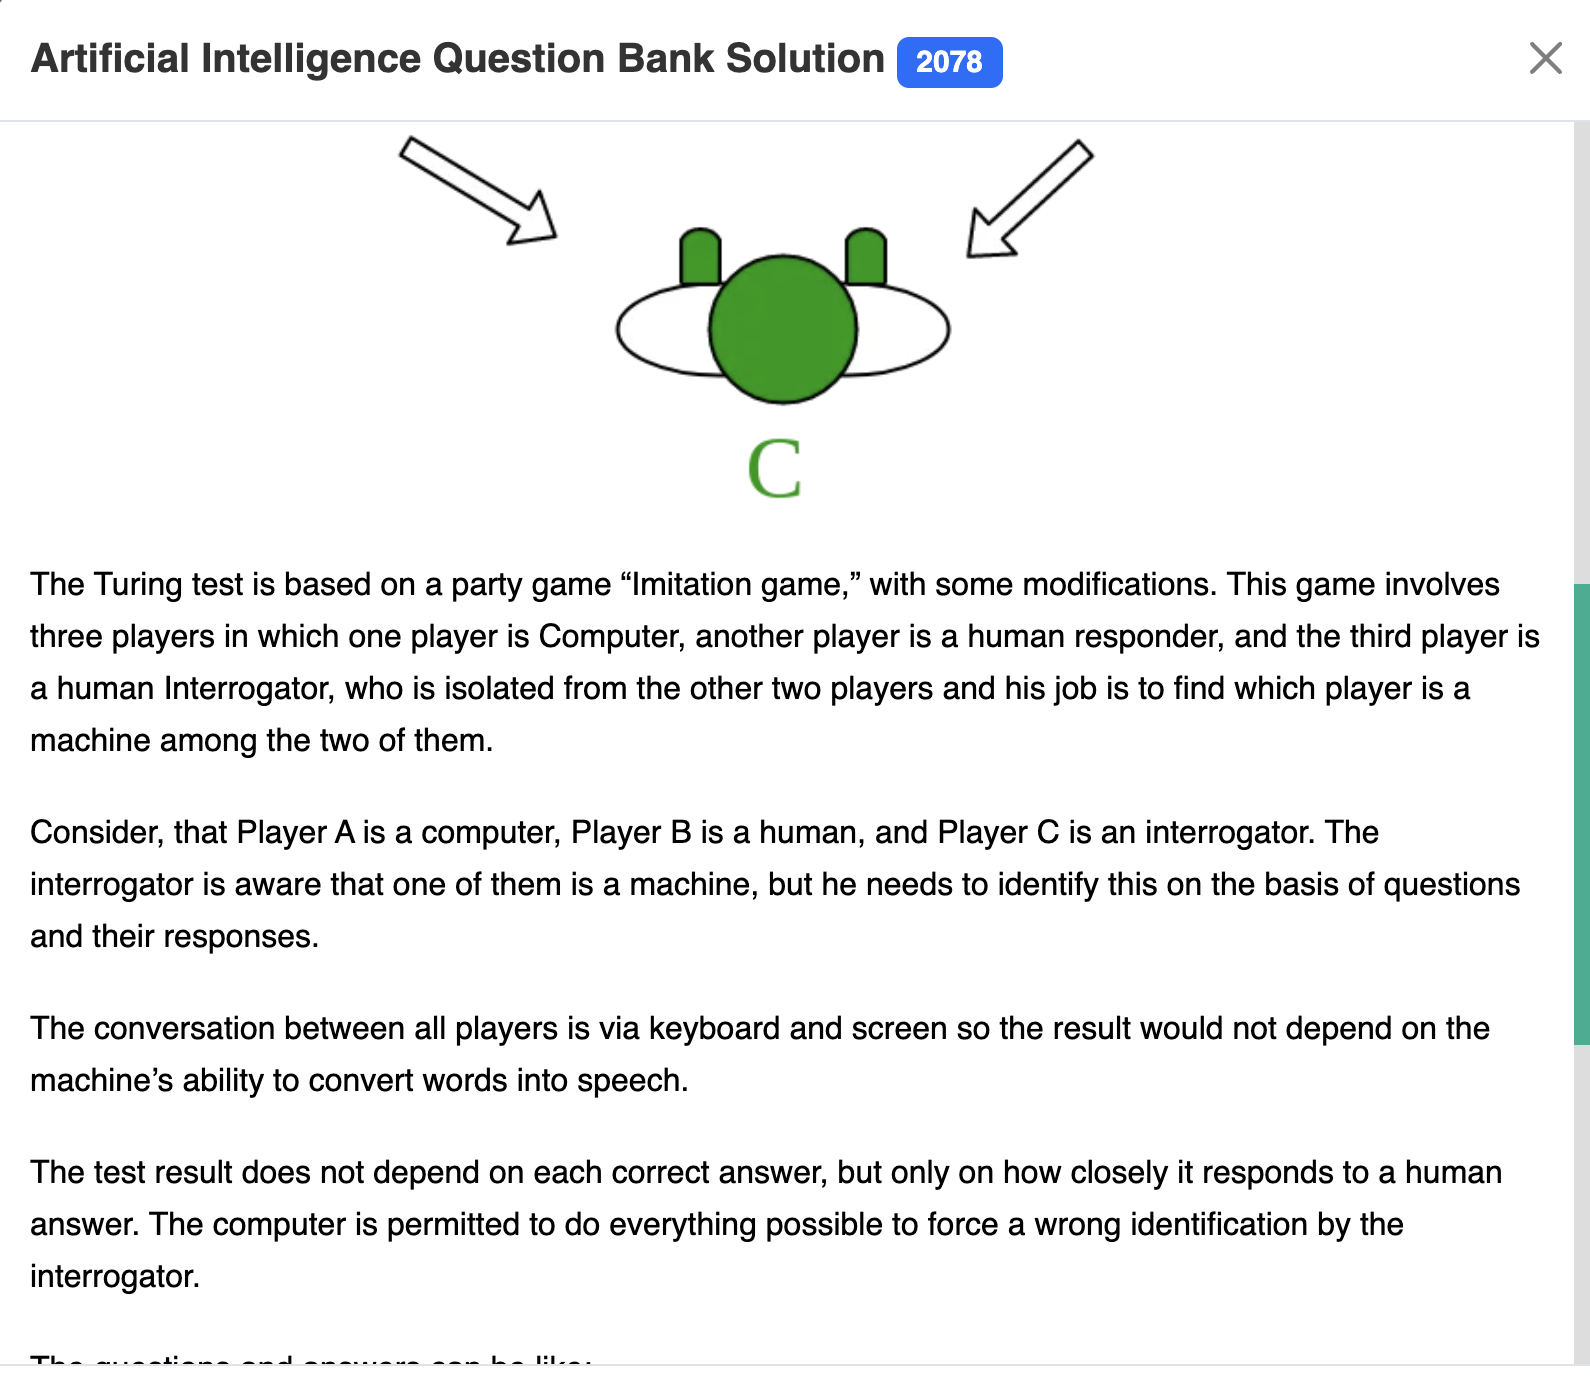 Artificial Intelligence Question Bank Solution 2078
C
The Turing test is based on a party game “Imitation game,” with some modifications. This game involves
three players in which one player is Computer, another player is a human responder, and the third player is
a human Interrogator, who is isolated from the other two players and his job is to find which player is a
machine among the two of them.
Consider, that Player A is a computer, Player B is a human, and Player C is an interrogator. The
interrogator is aware that one of them is a machine, but he needs to identify this on the basis of questions
and their responses.
The conversation between all players is via keyboard and screen so the result would not depend on the
machine’s ability to convert words into speech.
The test result does not depend on each correct answer, but only on how closely it responds to a human
answer. The computer is permitted to do everything possible to force a wrong identification by the
interrogator.
The questions and answers can be like: